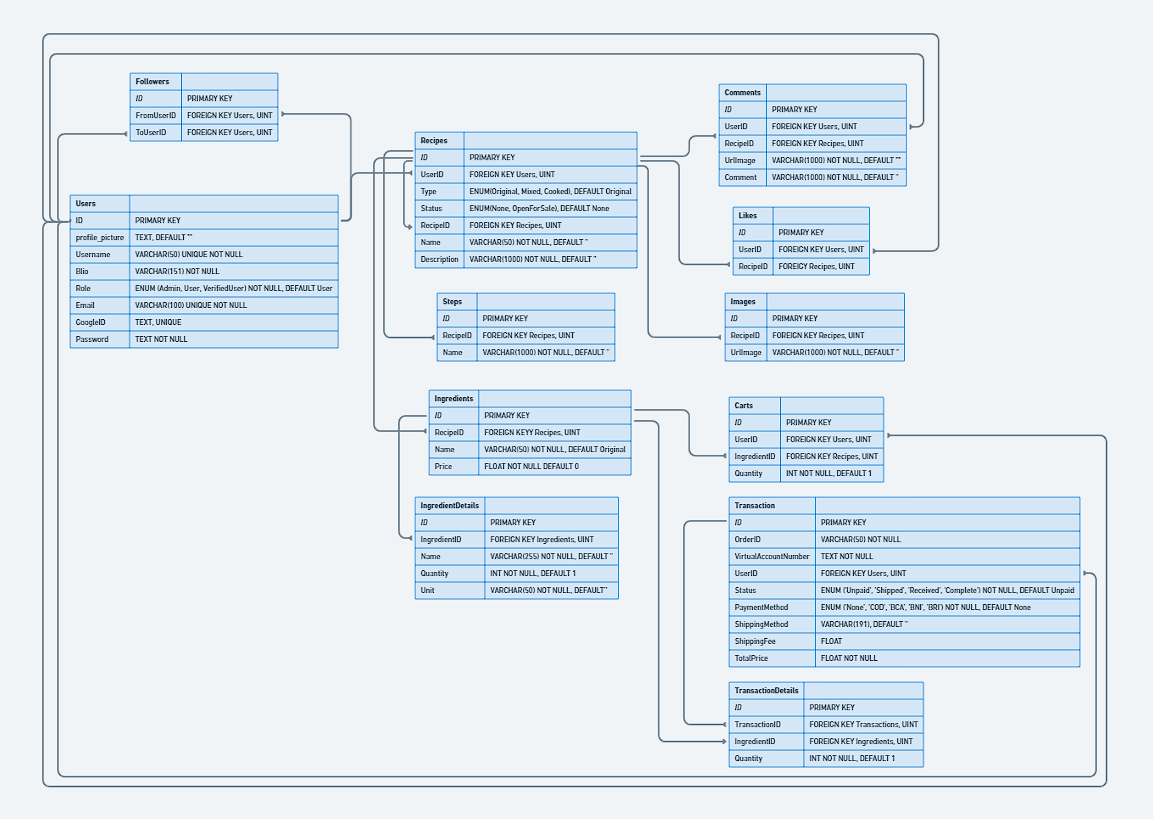 Followers
ID PRIMARY KEY
FromUserID FOREIGN KEY Users, UINT
ToUserID FOREIGN KEY Users, UINT
Users
ID PRIMARY KEY
profile_picture TEXT, DEFAULT ""
Username VARCHAR(50) UNIQUE NOT NULL
BIio VARCHAR(151) NOT NULL
Role ENUM (Admin, User, VerifiedUser) NOT NULL, DEFAULT User
Email VARCHAR(100) UNIQUE NOT NULL
GoogleID TEXT, UNIQUE
Password TEXT NOT NULL
Recipes
ID PRIMARY KEY
UserID FOREIGN KEY Users, UINT
Type ENUM(Original, Mixed, Cooked), DEFAULT Original
Status ENUM(None, OpenForSale), DEFAULT None
RecipeID FOREIGN KEY Recipes, UINT
Name VARCHAR(50) NOT NULL, DEFAULT "
Description VARCHAR(1000) NOT NULL, DEFAULT "
Steps
ID PRIMARY KEY
RecipeID FOREIGN KEY Recipes, UINT
Name VARCHAR(1000) NOT NULL, DEFAULT "
Ingredients
ID PRIMARY KEY
RecipeID FOREIGN KEYY Recipes, UINT
Name VARCHAR(50) NOT NULL, DEFAULT Original
Price FLOAT NOT NULL DEFAULT 0
IngredientDetails
ID PRIMARY KEY
IngredientID FOREIGN KEY Ingredients, UINT
Name VARCHAR(255) NOT NULL, DEFAULT "
Quantity INT NOT NULL, DEFAULT 1
Unit VARCHAR(50) NOT NULL, DEFAULT"
Comments
ID PRIMARY KEY
UserID FOREIGN KEY Users, UINT
RecipeID FOREIGN KEY Recipes, UINT
UrlImage VARCHAR(1000) NOT NULL, DEFAULT ""
Comment VARCHAR(1000) NOT NULL, DEFAULT "
Likes
ID PRIMARY KEY
UserID FOREIGN KEY Users, UINT
RecipeID FOREIGY Recipes, UINT
Images
ID PRIMARY KEY
RecipeID FOREIGN KEY Recipes, UINT
UrlImage VARCHAR(1000) NOT NULL, DEFAULT "
Carts
ID PRIMARY KEY
UserID FOREIGN KEY Users, UINT
IngredientID FOREIGN KEY Recipes, UINT
Quantity INT NOT NULL, DEFAULT 1
Transaction
ID PRIMARY KEY
OrderID VARCHAR(50) NOT NULL
VirtualAccountNumber TEXT NOT NULL
UserID FOREIGN KEY Users, UINT
Status ENUM ('Unpaid', 'Shipped', 'Received', 'Complete') NOT NULL, DEFAULT Unpaid
PaymentMethod ENUM ('None', 'COD', 'BCA', 'BNI', 'BRI') NOT NULL, DEFAULT None
ShippingMethod VARCHAR(191), DEFAULT "
ShippingFee FLOAT
TotalPrice FLOAT NOT NULL
TransactionDetails
ID PRIMARY KEY
TransactionID FOREIGN KEY Transactions, UINT
IngredientID FOREIGN KEY Ingredients, UINT
Quantity INT NOT NULL, DEFAULT 1